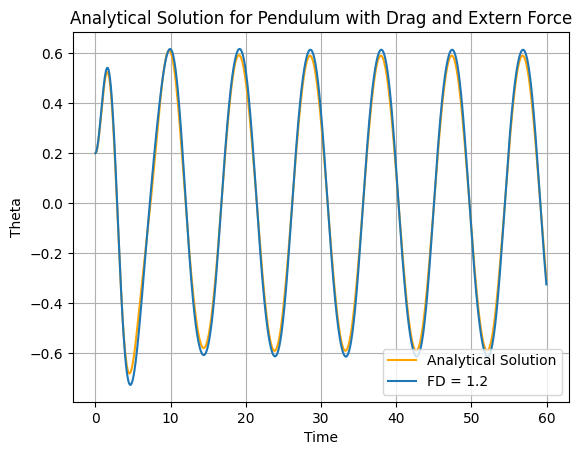 Analytical Solution for Pendulum with Drag and Extern Force
Theta
0.6
0.4
0.2
0.0
−0.2
−0.4
−0.6
Analytical Solution
FD = 1.2
0 10 20 30 40 50 60
Time